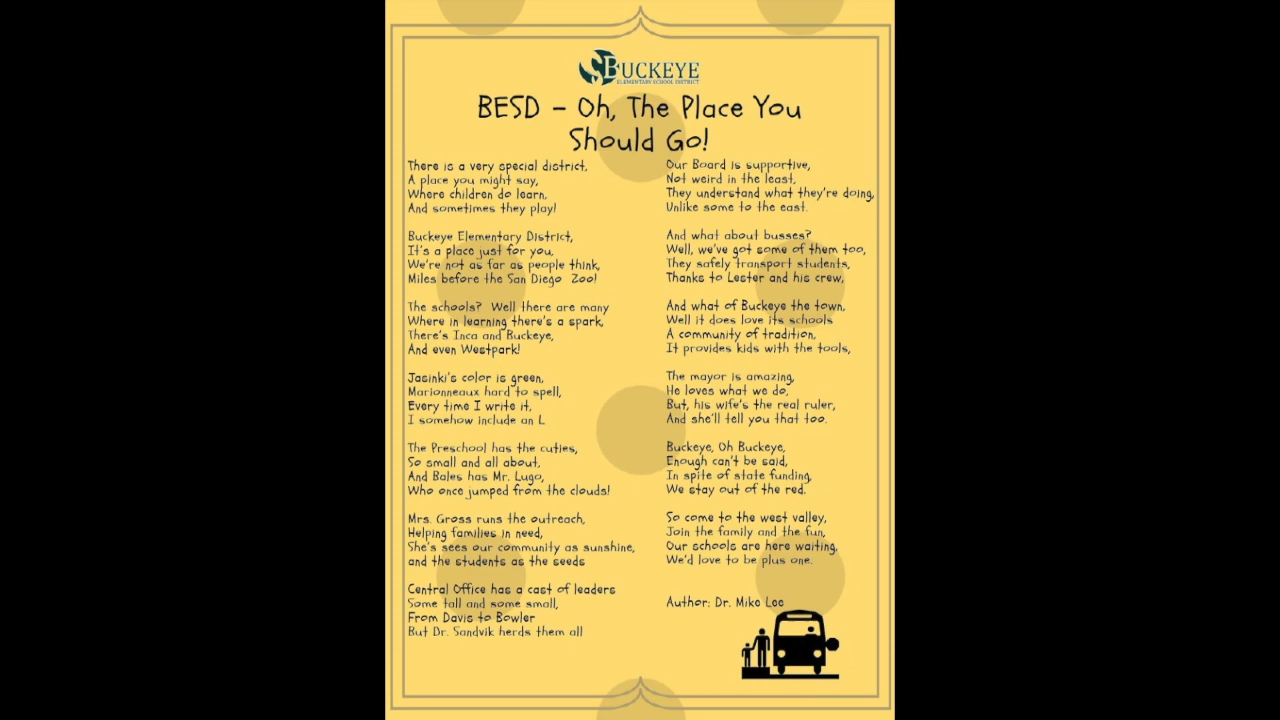 BUCKEYE
ELEMENTARY SCHOOL DISTRICT
BESD - Oh, The Place You
Should Go!
There is a very special district,
A place you might say,
Where children do learn,
And sometimes they play!
Buckeye Elementary District,
It's a place just for you,
We're not as far as people think,
Miles before the San Diego Zoo!
The schools? Well there are many
Where in learning there's a spark,
There's Inca and Buckeye,
And even Westpark!
Jasinki's color is green,
Marionneaux hard to spell,
Every time I write it,
I somehow include an L
The Preschool has the cuties,
So small and all about,
And Bales has Mr. Lugo,
Who once jumped from the clouds!
Mrs. Gross runs the outreach,
Helping families in need,
She's sees our community as sunshine,
and the students as the seeds
Central Office has a cast of leaders
Some tall and some small,
From Davis to Bowler
But Dr. Sandvik herds them all
Our Board is supportive,
Not weird in the least,
They understand what they're doing,
Unlike some to the east.
And what about busses?
Well, we've got some of them too,
They safely transport students,
Thanks to Lester and his crew,
And what of Buckeye the town,
Well it does love its schools
A community of tradition,
It provides kids with the tools,
The mayor is amazing,
He loves what we do,
But, his wife's the real ruler,
And she'll tell you that too.
Buckeye, Oh Buckeye,
Enough can't be said,
In spite of state funding,
We stay out of the red.
So come to the west valley,
Join the family and the fun,
Our schools are here waiting,
We'd love to be plus one.
Author: Dr. Mike Lee